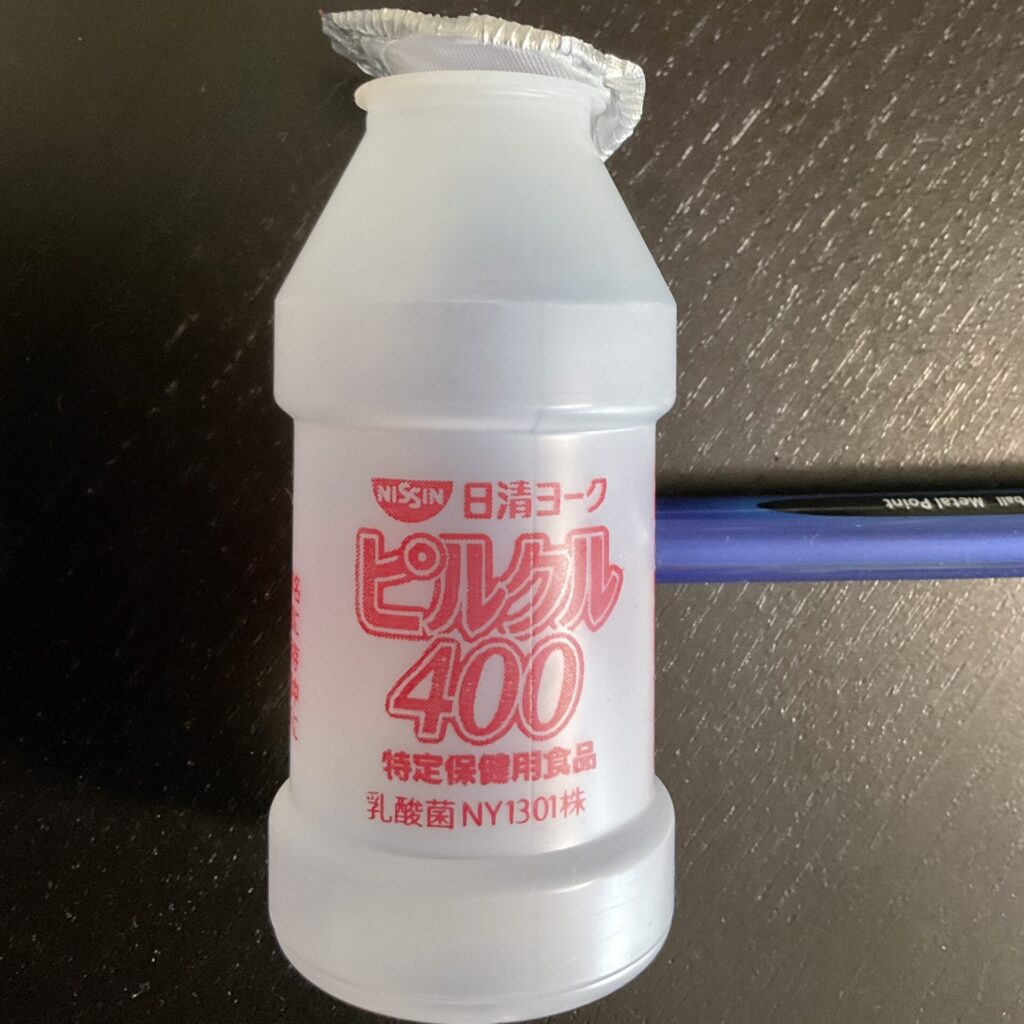 NISSIN 日清ヨーク
ピルクル
400
特定保健用食品
乳酸菌NY1301株
ball Metal Point